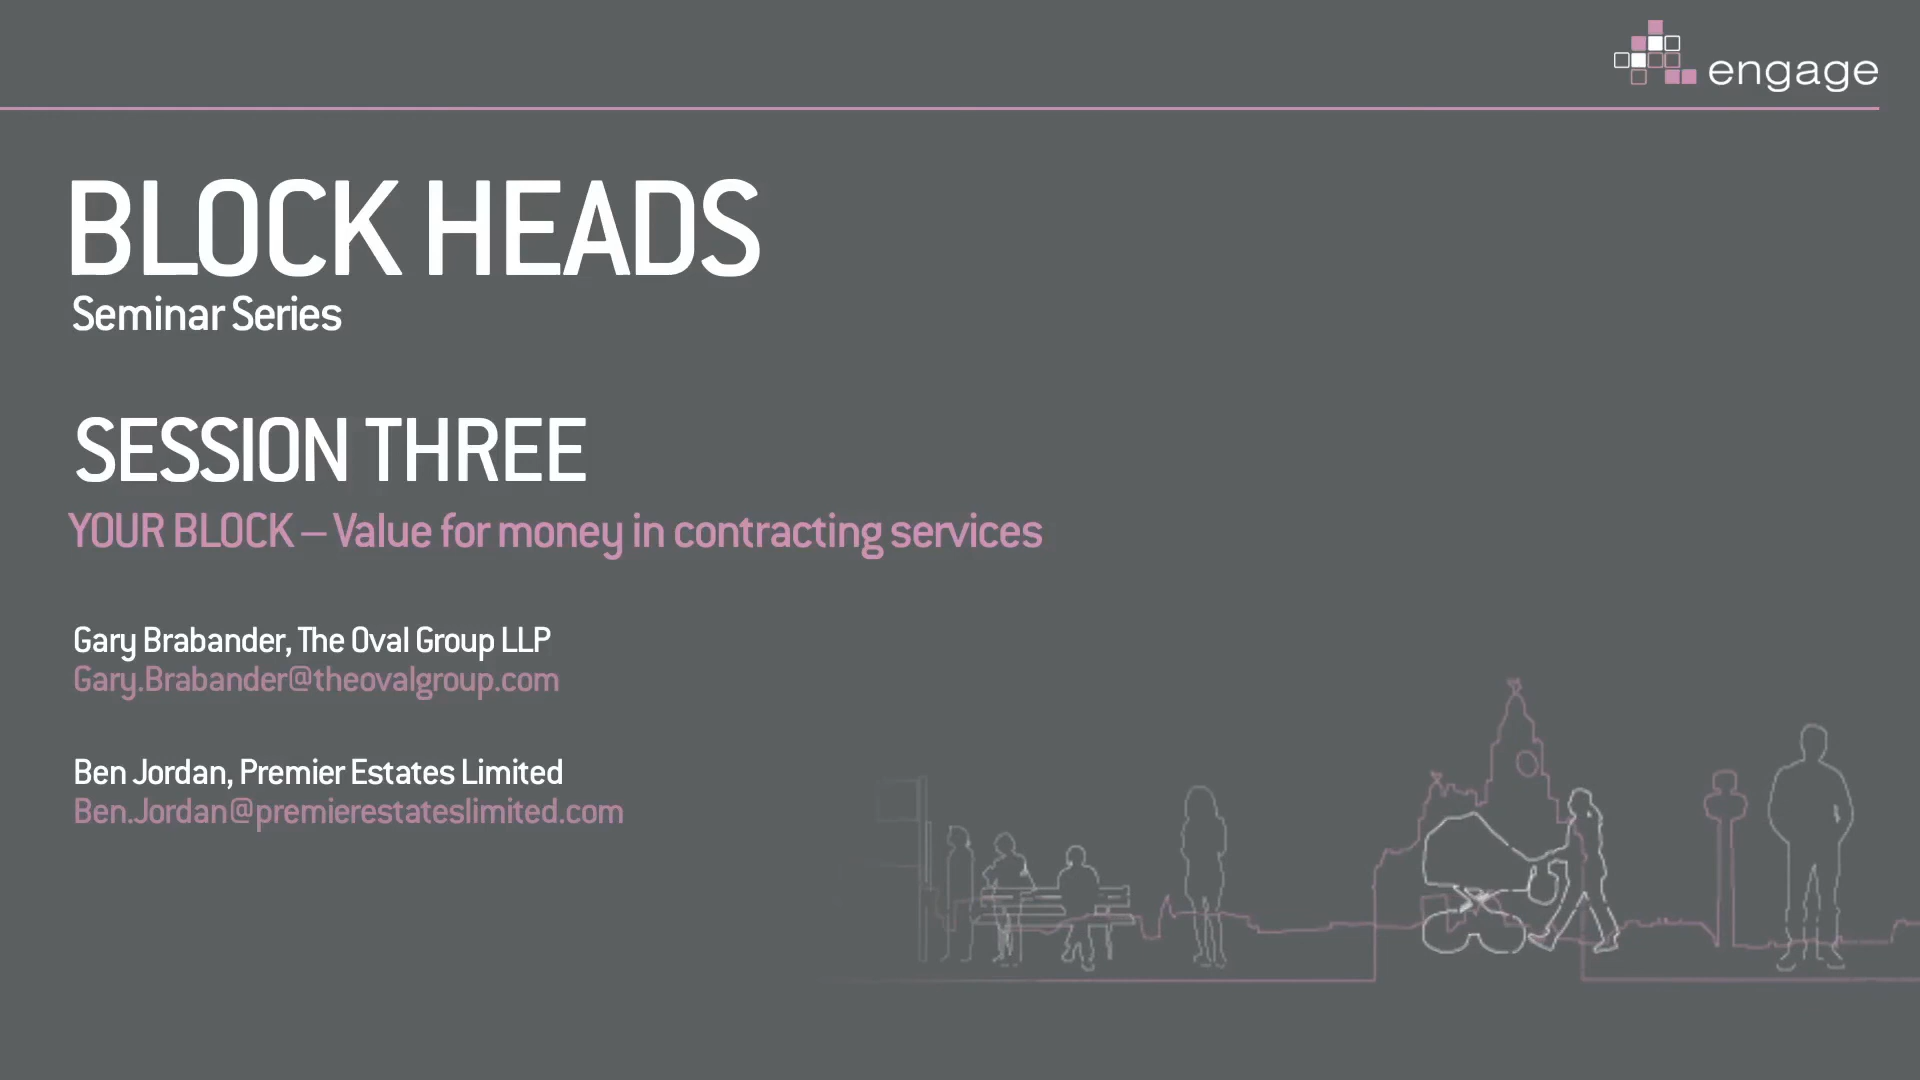 engage
BLOCK HEADS
Seminar Series
SESSION THREE
YOUR BLOCK – Value for money in contracting services
Gary Brabander, The Oval Group LLP
Gary.Brabander@theovalgroup.com
Ben Jordan, Premier Estates Limited
Ben.Jordan@premierestateslimited.com